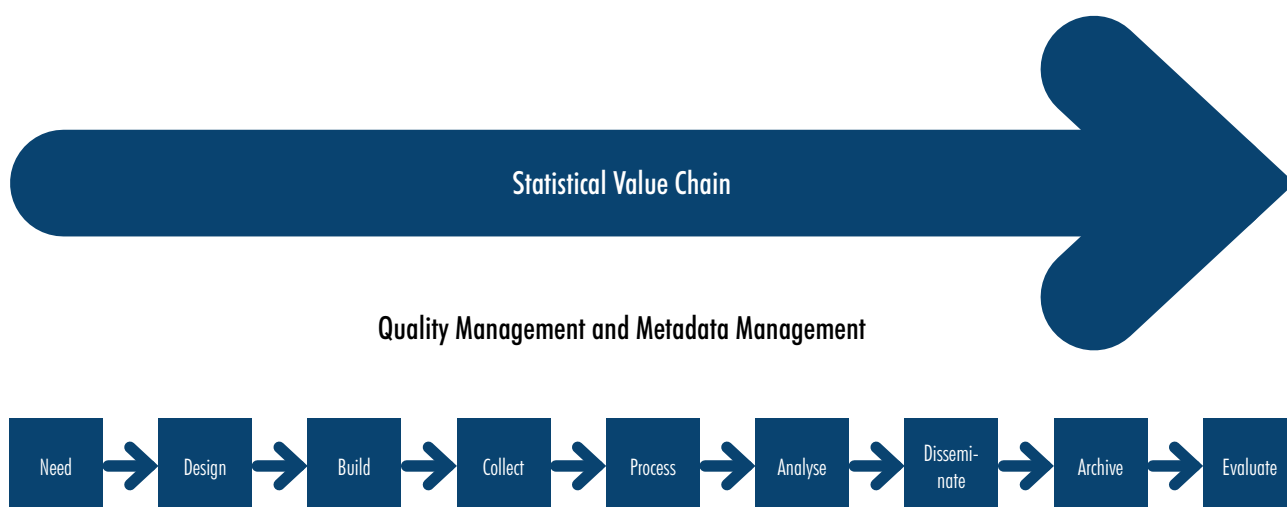 Statistical Value Chain
Quality Management and Metadata Management
Need
Design
Build
Collect
Process
Analyse
Dissemi-
nate
Archive
Evaluate